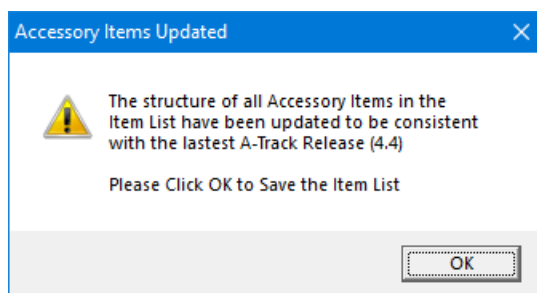 Accessory Items Updated
The structure of all Accessory Items in the
Item List have been updated to be consistent
with the lastest A-Track Release (4.4)
Please Click OK to Save the Item List
OK